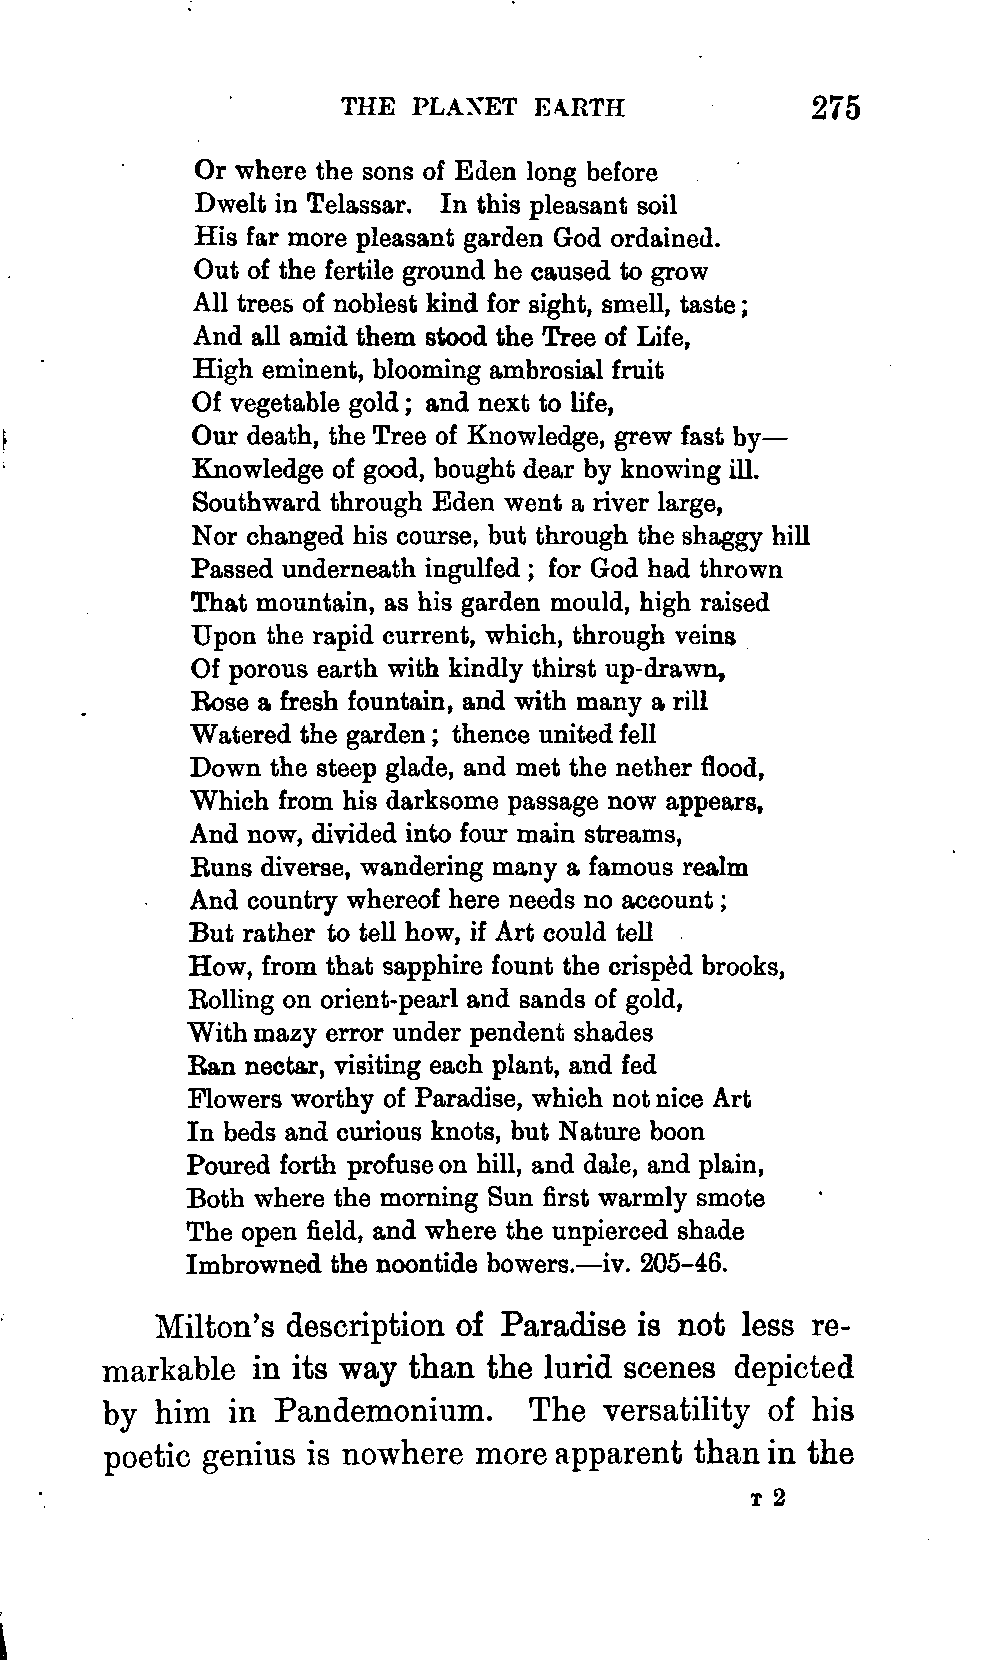 THE PLANET EARTH 275
Or where the sons of Eden long before
Dwelt in Telassar. In this pleasant soil
His far more pleasant garden God ordained.
Out of the fertile ground he caused to grow
All trees of noblest kind for sight, smell, taste;
And all amid them stood the Tree of Life,
High eminent, blooming ambrosial fruit
Of vegetable gold; and next to life,
Our death, the Tree of Knowledge, grew fast by—
Knowledge of good, bought dear by knowing ill.
Southward through Eden went a river large,
Nor changed his course, but through the shaggy hill
Passed underneath ingulfed; for God had thrown
That mountain, as his garden mould, high raised
Upon the rapid current, which, through veins
Of porous earth with kindly thirst up-drawn,
Rose a fresh fountain, and with many a rill
Watered the garden; thence united fell
Down the steep glade, and met the nether flood,
Which from his darksome passage now appears,
And now, divided into four main streams,
Runs diverse, wandering many a famous realm
And country whereof here needs no account;
But rather to tell how, if Art could tell
How, from that sapphire fount the crispèd brooks,
Rolling on orient-pearl and sands of gold,
With mazy error under pendent shades
Ran nectar, visiting each plant, and fed
Flowers worthy of Paradise, which not nice Art
In beds and curious knots, but Nature boon
Poured forth profuse on hill, and dale, and plain,
Both where the morning Sun first warmly smote
The open field, and where the unpierced shade
Imbrowned the noontide bowers.—iv. 205-46.
Milton's description of Paradise is not less re-
markable in its way than the lurid scenes depicted
by him in Pandemonium. The versatility of his
poetic genius is nowhere more apparent than in the
T 2